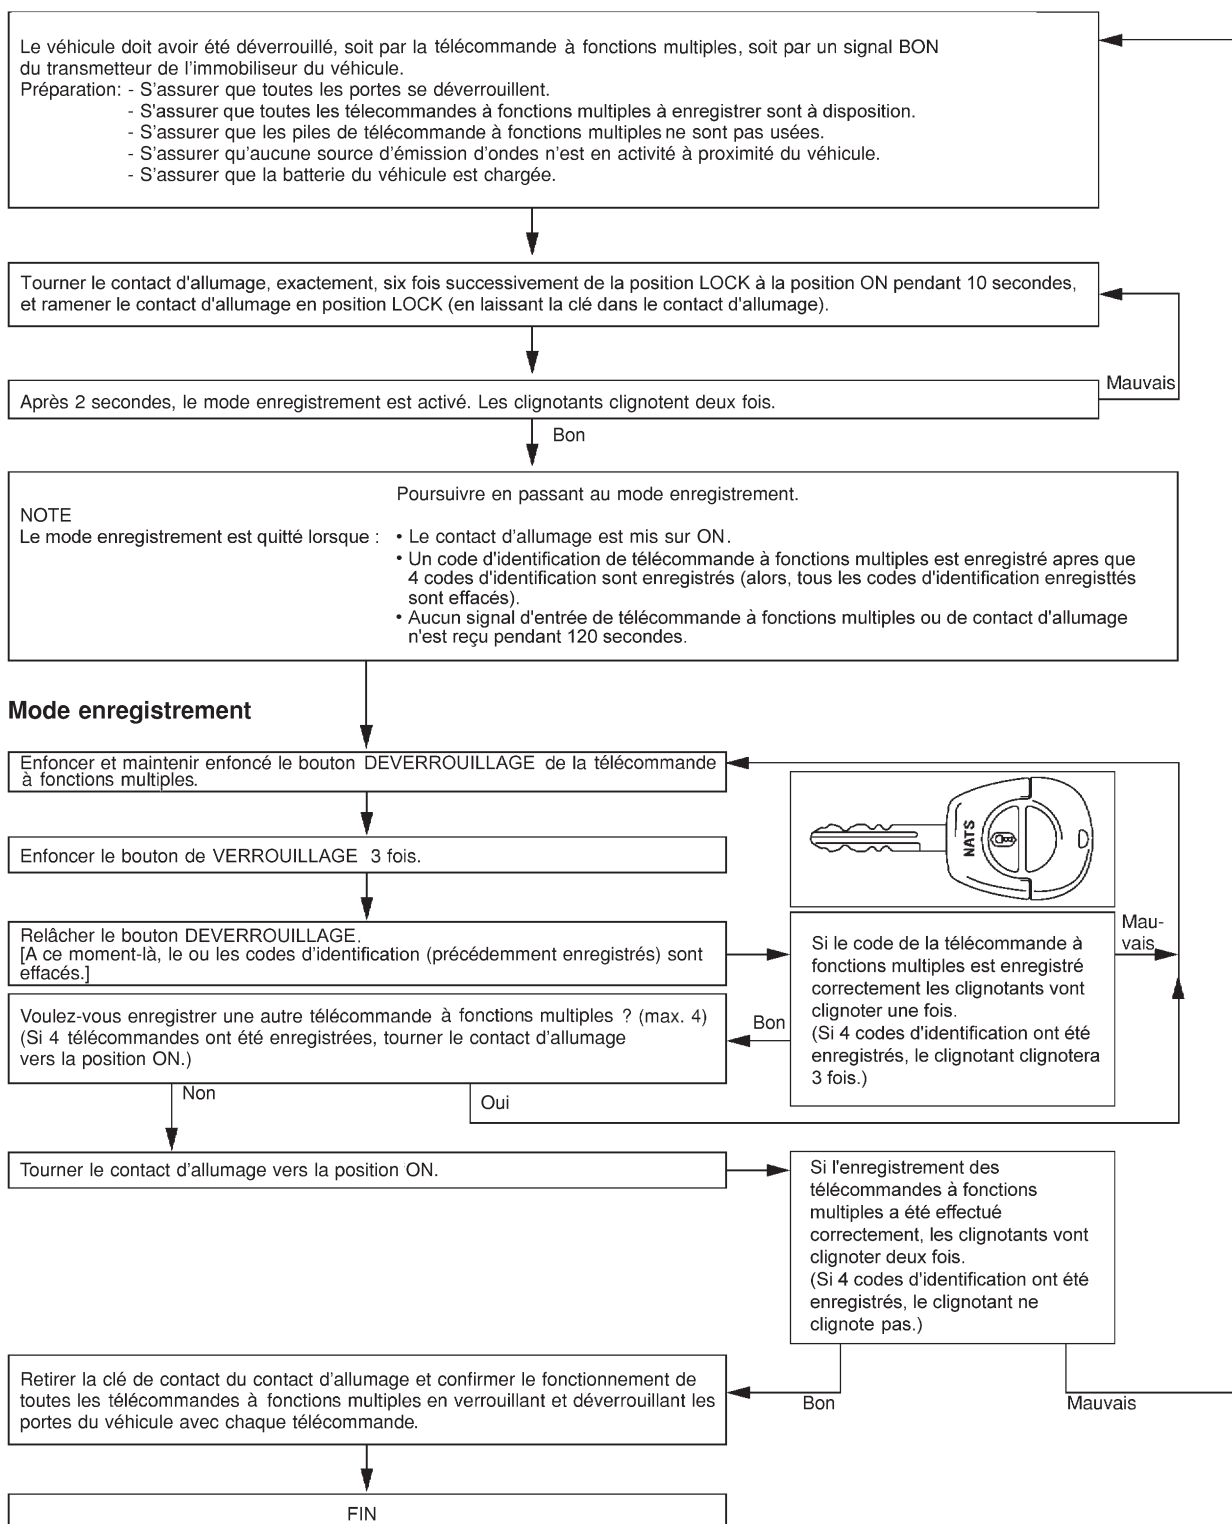 Le véhicule doit avoir été déverrouillé, soit par la télécommande à fonctions multiples, soit par un signal BON
du transmetteur de l'immobiliseur du véhicule.
Préparation: - S'assurer que toutes les portes se déverrouillent.
- S'assurer que toutes les télecommandes à fonctions multiples à enregistrer sont à disposition.
- S'assurer que les piles de télécommande à fonctions multiples ne sont pas usées.
- S'assurer qu'aucune source d'émission d'ondes n'est en activité à proximité du véhicule.
- S'assurer que la batterie du véhicule est chargée.
Tourner le contact d'allumage, exactement, six fois successivement de la position LOCK à la position ON pendant 10 secondes,
et ramener le contact d'allumage en position LOCK (en laissant la clé dans le contact d'allumage).
Mauvais
Après 2 secondes, le mode enregistrement est activé. Les clignotants clignotent deux fois.
Bon
Poursuivre en passant au mode enregistrement.
NOTE
Le mode enregistrement est quitté lorsque : • Le contact d'allumage est mis sur ON.
• Un code d'identification de télécommande à fonctions multiples est enregistré apres que
4 codes d'identification sont enregistrés (alors, tous les codes d'identification enregisttés
sont effacés).
• Aucun signal d'entrée de télécommande à fonctions multiples ou de contact d'allumage
n'est reçu pendant 120 secondes.
Mode enregistrement
Enfoncer et maintenir enfoncé le bouton DEVERROUILLAGE de la télécommande
à fonctions multiples.
NATS
Enfoncer le bouton de VERROUILLAGE 3 fois.
Relâcher le bouton DEVERROUILLAGE.
[A ce moment-là, le ou les codes d'identification (précédemment enregistrés) sont
effacés.]
Si le code de la télécommande à
fonctions multiples est enregistré
correctement les clignotants vont
clignoter une fois.
(Si 4 codes d'identification ont été
enregistrés, le clignotant clignotera
3 fois.)
Mau-
vais
Voulez-vous enregistrer une autre télécommande à fonctions multiples ? (max. 4)
(Si 4 télécommandes ont été enregistrées, tourner le contact d'allumage
vers la position ON.)
Bon
Non
Oui
Tourner le contact d'allumage vers la position ON.
Si l'enregistrement des
télécommandes à fonctions
multiples a été effectué
correctement, les clignotants vont
clignoter deux fois.
(Si 4 codes d'identification ont été
enregistrés, le clignotant ne
clignote pas.)
Retirer la clé de contact du contact d'allumage et confirmer le fonctionnement de
toutes les télécommandes à fonctions multiples en verrouillant et déverrouillant les
portes du véhicule avec chaque télécommande.
Bon
Mauvais
FIN